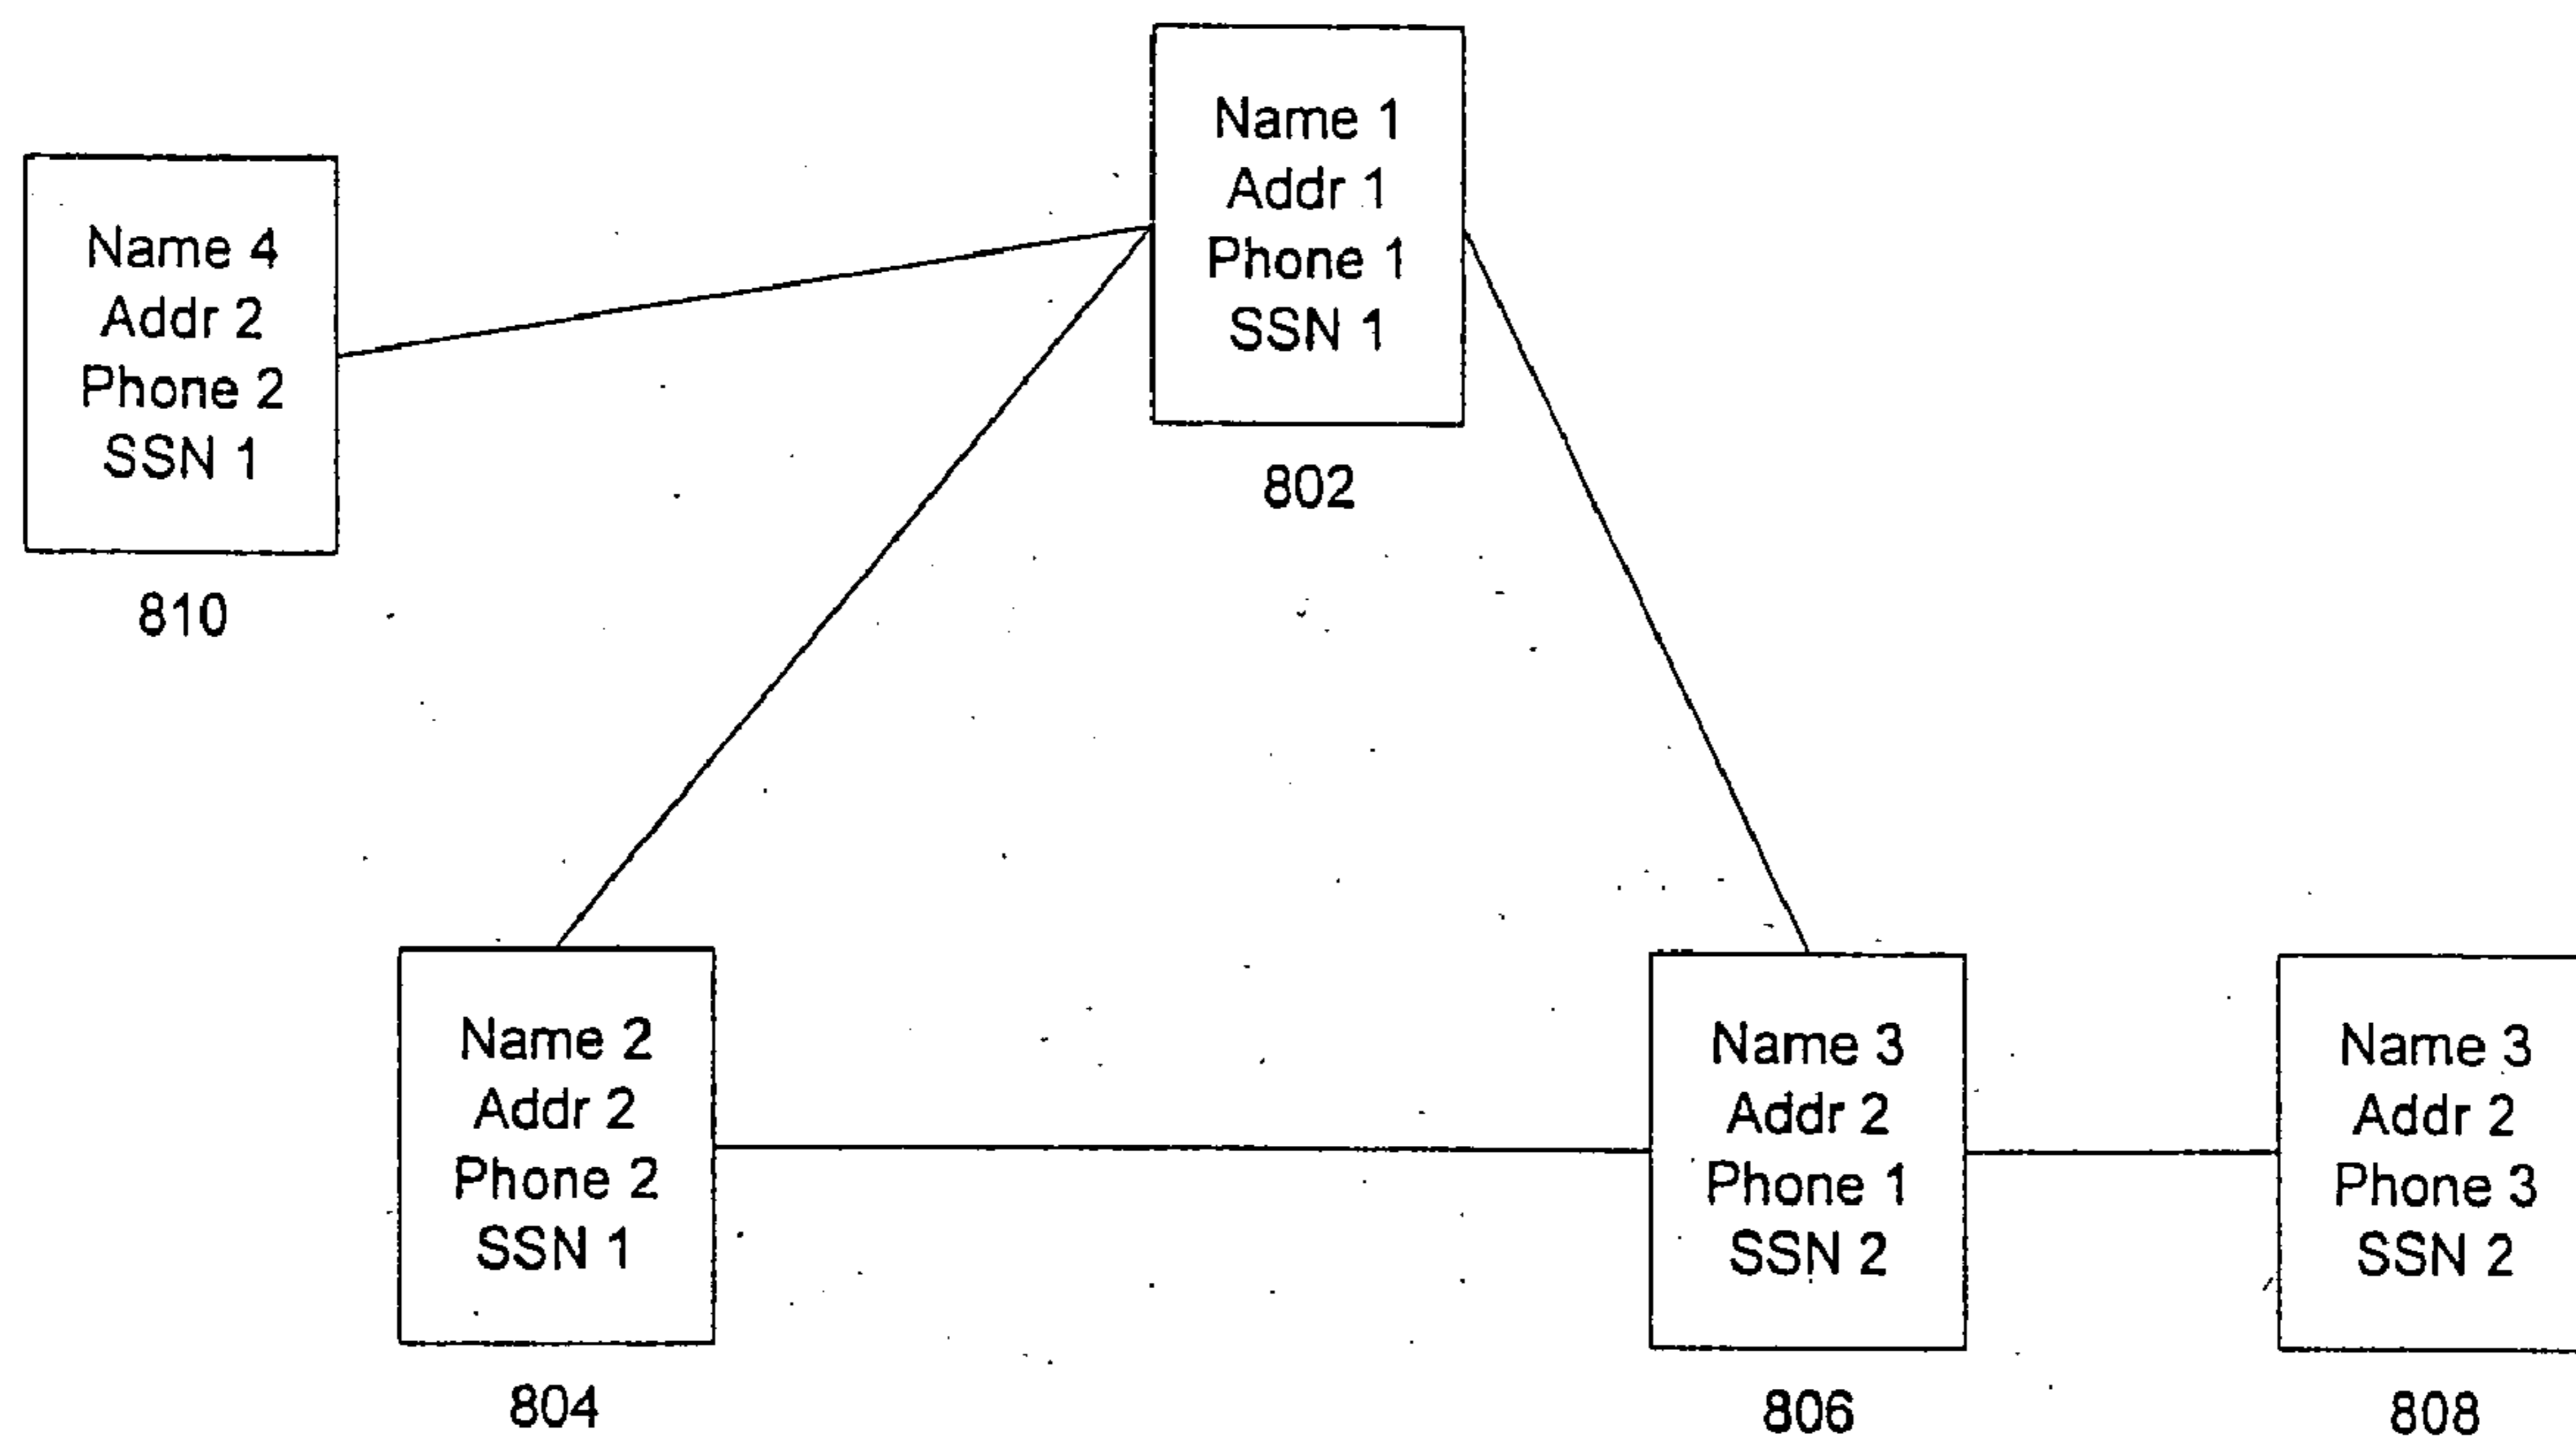 Name 1
Addr 1
Phone 1
SSN 1
802
Name 4
Addr 2
Phone 2
SSN 1
810
Name 2
Addr 2
Phone 2
SSN 1
804
Name 3
Addr 2
Phone 1
SSN 2
806
Name 3
Addr 2
Phone 3
SSN 2
808